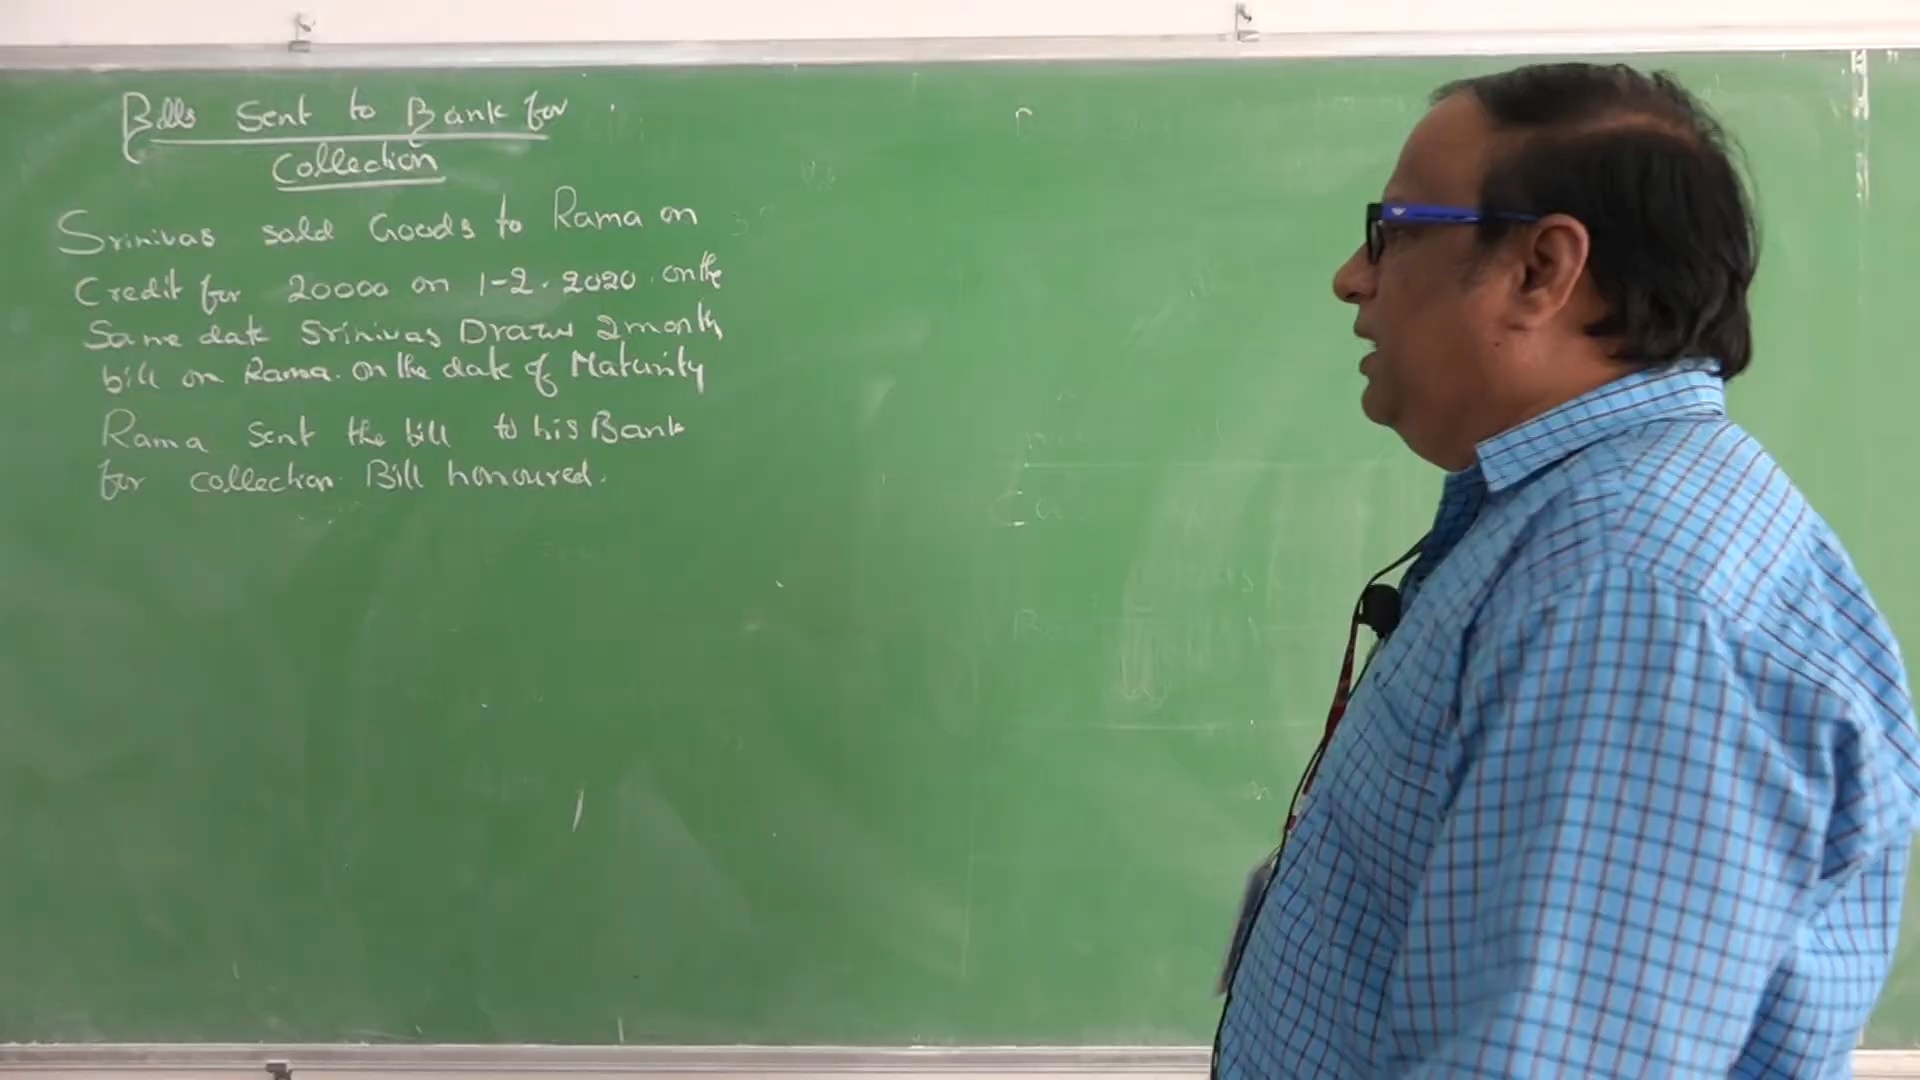 Bills Sent to Bank for
Collection
Srinivas sold Goods to Rama on
Credit for 20000 on 1-2.2020. on the
Same date Srinivas Draw 2 month
bill on Rama. on the date of Maturity
Rama sent the bill to his Bank
for collection. Bill honoured.